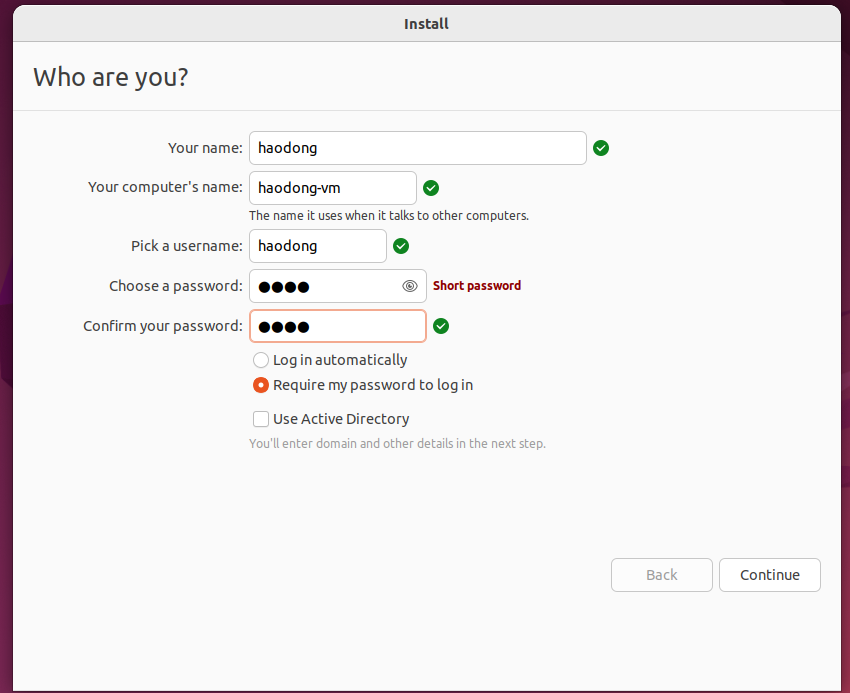 Install
Who are you?
Your name: haodong
Your computer's name: haodong-vm
The name it uses when it talks to other computers.
Pick a username: haodong
Choose a password: ●●●● Short password
Confirm your password: ●●●●
Log in automatically
Require my password to log in
Use Active Directory
You'll enter domain and other details in the next step.
Back Continue